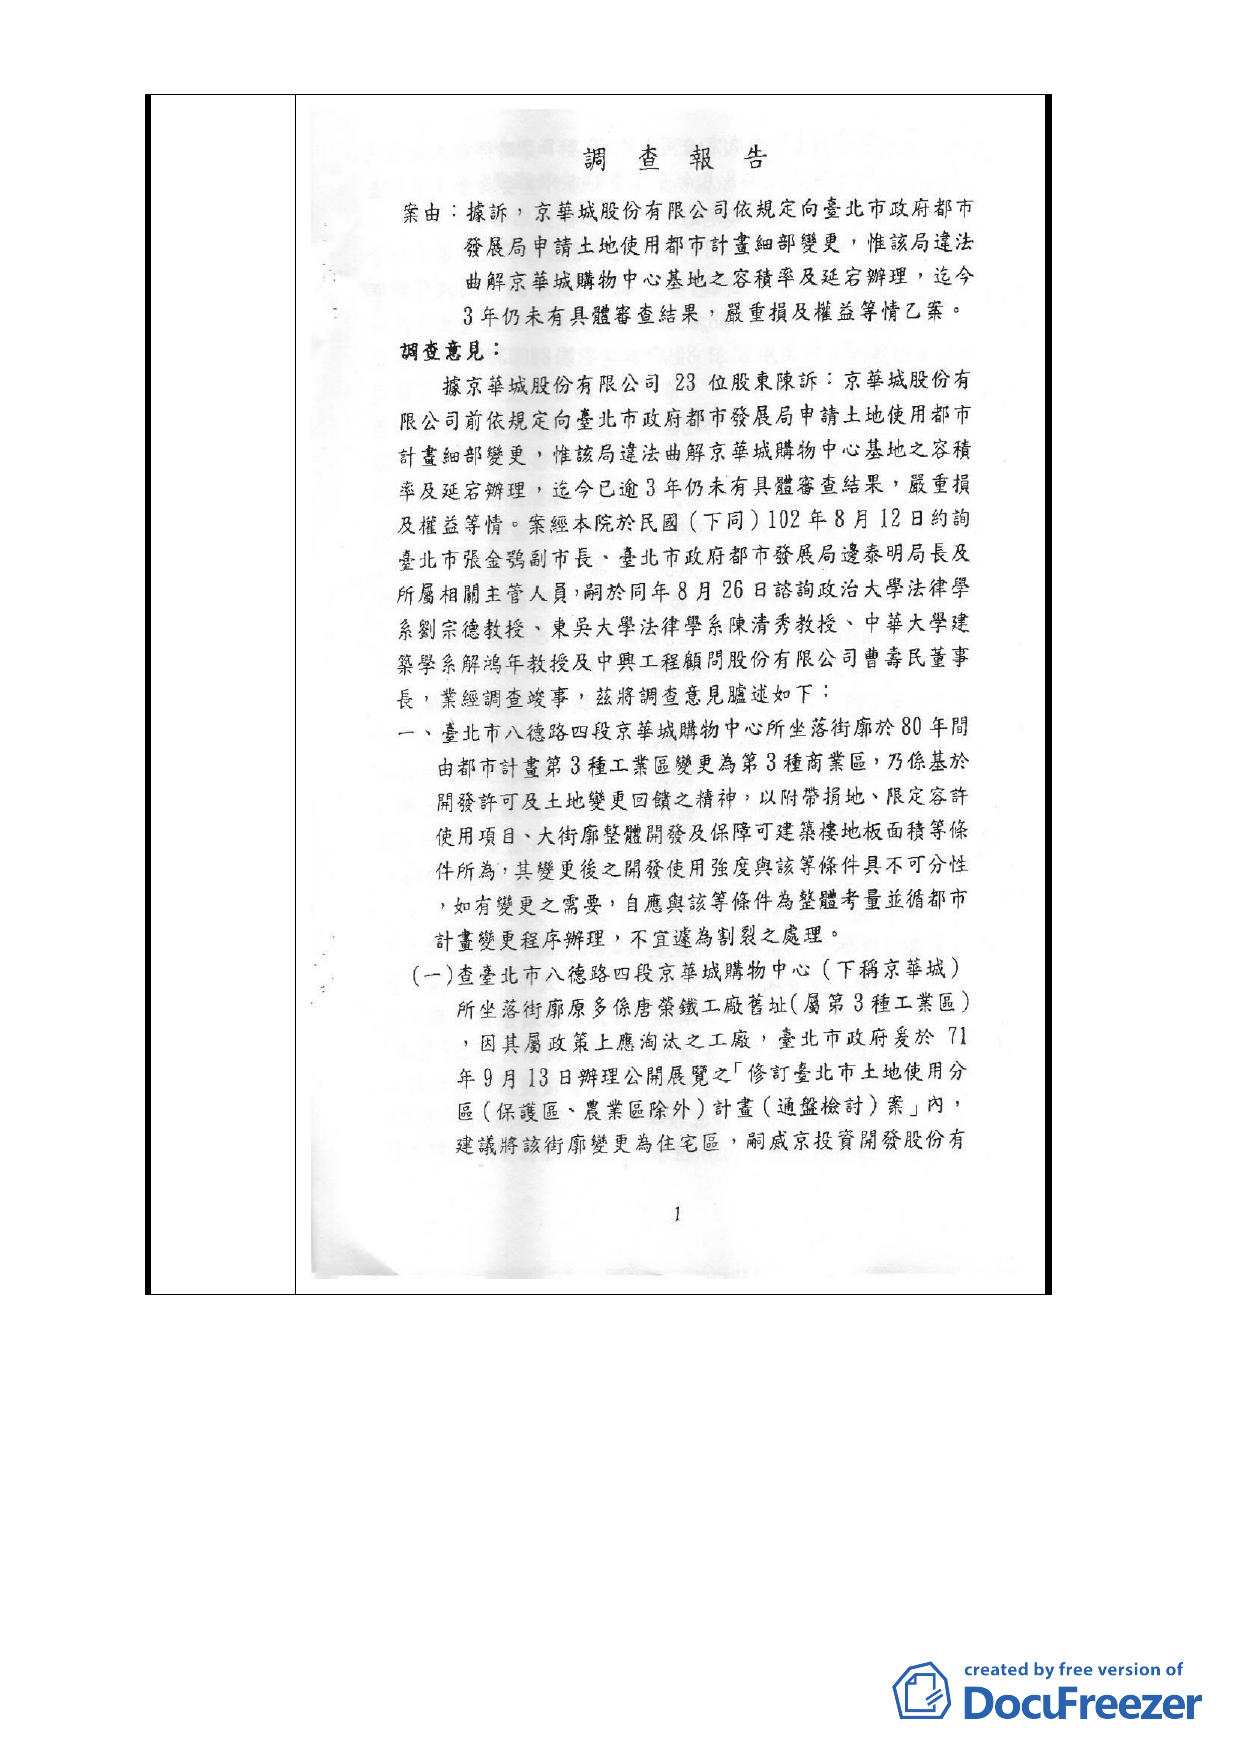 調查報告
案由：據訴，京華城股份有限公司依規定向臺北市政府都市
發展局申請土地使用都市計畫細部變更，惟該局違法
曲解京華城購物中心基地之容積率及延宕辦理，迄今
3年仍未有具體審查結果，嚴重損及權益等情乙案。
調查意見：
據京華城股份有限公司 23 位股東陳訴：京華城股份有
限公司前依規定向臺北市政府都市發展局申請土地使用都市
計畫細部變更，惟該局違法曲解京華城購物中心基地之容積
率及延宕辦理，迄今已逾3年仍未有具體審查結果，嚴重損
及權益等情。案經本院於民國（下同）102年8月12日約詢
臺北市張金鶚副市長、臺北市政府都市發展局邊泰明局長及
所屬相關主管人員，嗣於同年8月26日諮詢政治大學法律學
系劉宗德教授、東吳大學法律學系陳清秀教授、中華大學建
築學系解鴻年教授及中興工程顧問股份有限公司曹壽民董事
長，業經調查竣事，茲將調查意見臚述如下：
一、臺北市八德路四段京華城購物中心所坐落街廓於80年間
由都市計畫第3種工業區變更為第3種商業區，乃係基於
開發許可及土地變更回饋之精神，以附帶捐地、限定容許
使用項目、大街廓整體開發及保障可建築樓地板面積等條
件所為，其變更後之開發使用強度與該等條件具不可分性
，如有變更之需要，自應與該等條件為整體考量並循都市
計畫變更程序辦理，不宜遽為割裂之處理。
(一)查臺北市八德路四段京華城購物中心（下稱京華城）
所坐落街廓原多係唐榮鐵工廠舊址(屬第3種工業區)
，因其屬政策上應淘汰之工廠，臺北市政府爰於 71
年9月13日辦理公開展覽之「修訂臺北市土地使用分
區(保護區、農業區除外)計畫(通盤檢討)案」內，
建議將該街廓變更為住宅區，嗣威京投資開發股份有
1
created by free version of
DocuFreezer